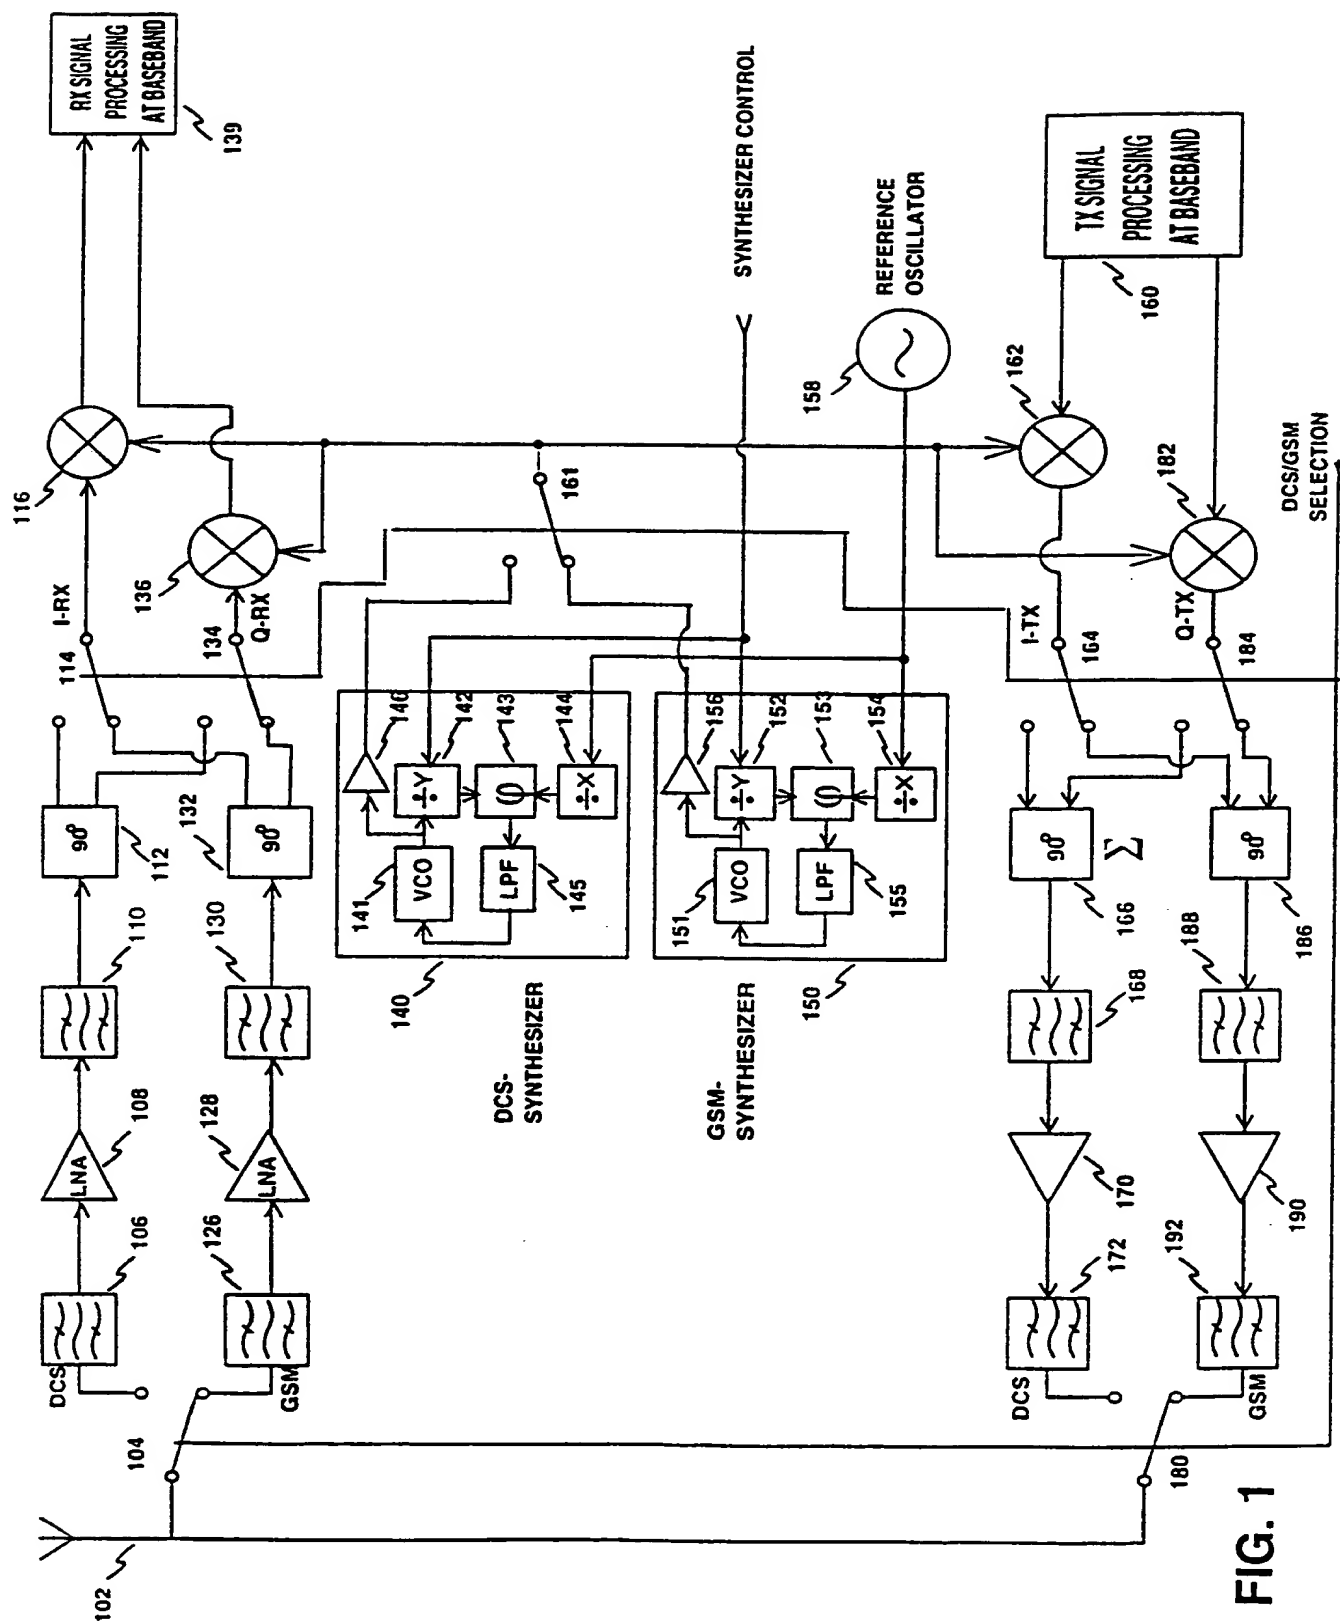 RX SIGNAL
PROCESSING
AT BASEBAND
139
116
I-RX
136
Q-RX
114
134
90º
112
132
90º
110
130
LNA
108
LNA
128
106
126
DCS
GSM
104
102
SYNTHESIZER CONTROL
REFERENCE
OSCILLATOR
158
161
146
÷Y
142
φ
143
÷X
144
VCO
141
LPF
145
140
DCS-
SYNTHESIZER
156
÷Y
152
φ
153
÷X
154
VCO
151
LPF
155
150
GSM-
SYNTHESIZER
TX SIGNAL
PROCESSING
AT BASEBAND
160
162
182
I-TX
Q-TX
164
184
90º
Σ
166
90º
186
168
188
170
190
172
192
DCS
GSM
180
DCS/GSM
SELECTION
FIG. 1